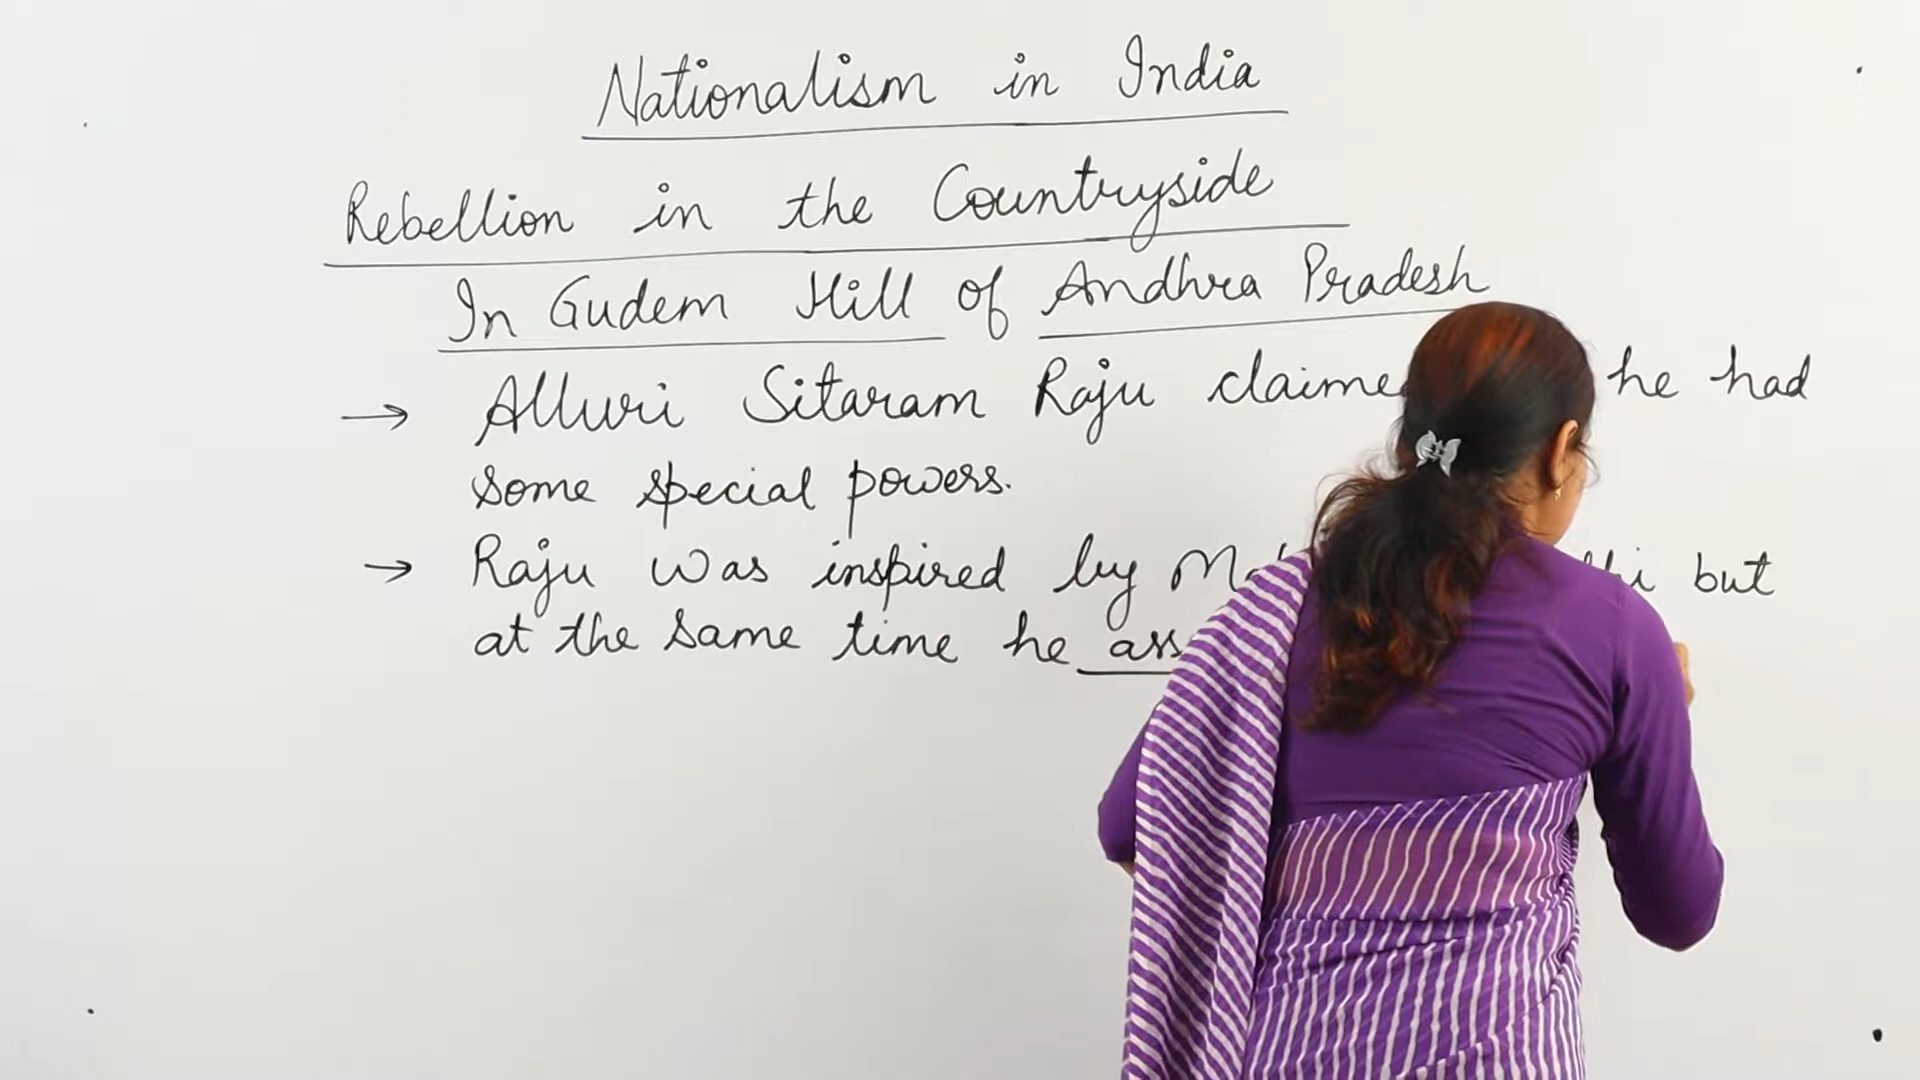 Nationalism in India
Rebellion in the Countryside
In Gudem Hill of Andhra Pradesh
→ Alluri Sitaram Raju he had
some special powers.
→ Raju was inspired by but
at the same time he